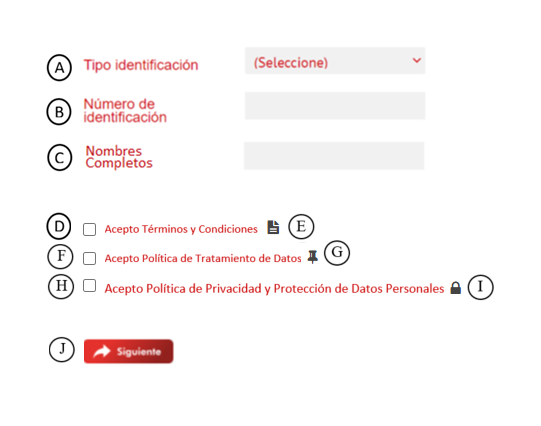 A Tipo identificación (Seleccione)
B Número de
identificación
C Nombres
Completos
D Acepto Términos y Condiciones E
F Acepto Política de Tratamiento de Datos G
H Acepto Política de Privacidad y Protección de Datos Personales I
J Siguiente